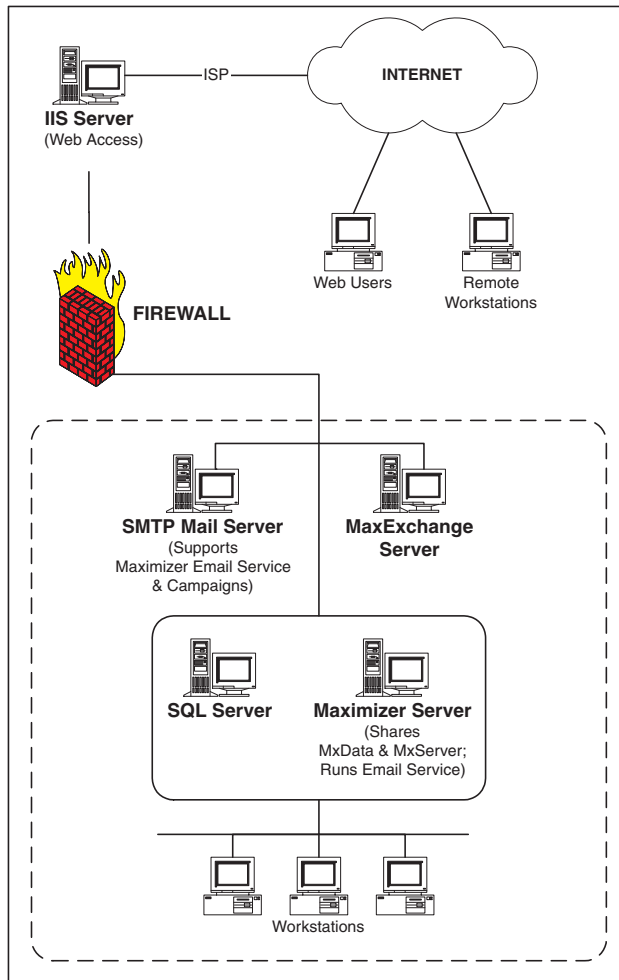 ISP
INTERNET
IIS Server
(Web Access)
Web Users
Remote
Workstations
FIREWALL
SMTP Mail Server
(Supports
Maximizer Email Service
& Campaigns)
MaxExchange
Server
SQL Server
Maximizer Server
(Shares
MxData & MxServer;
Runs Email Service)
Workstations